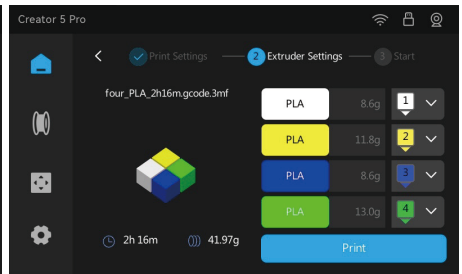 Creator 5 Pro
Print Settings 2 Extruder Settings 3 Start
four_PLA_2h16m.gcode.3mf
PLA 8.6g 1
PLA 11.8g 2
PLA 8.6g 3
PLA 13.0g 4
2h 16m 41.97g
Print